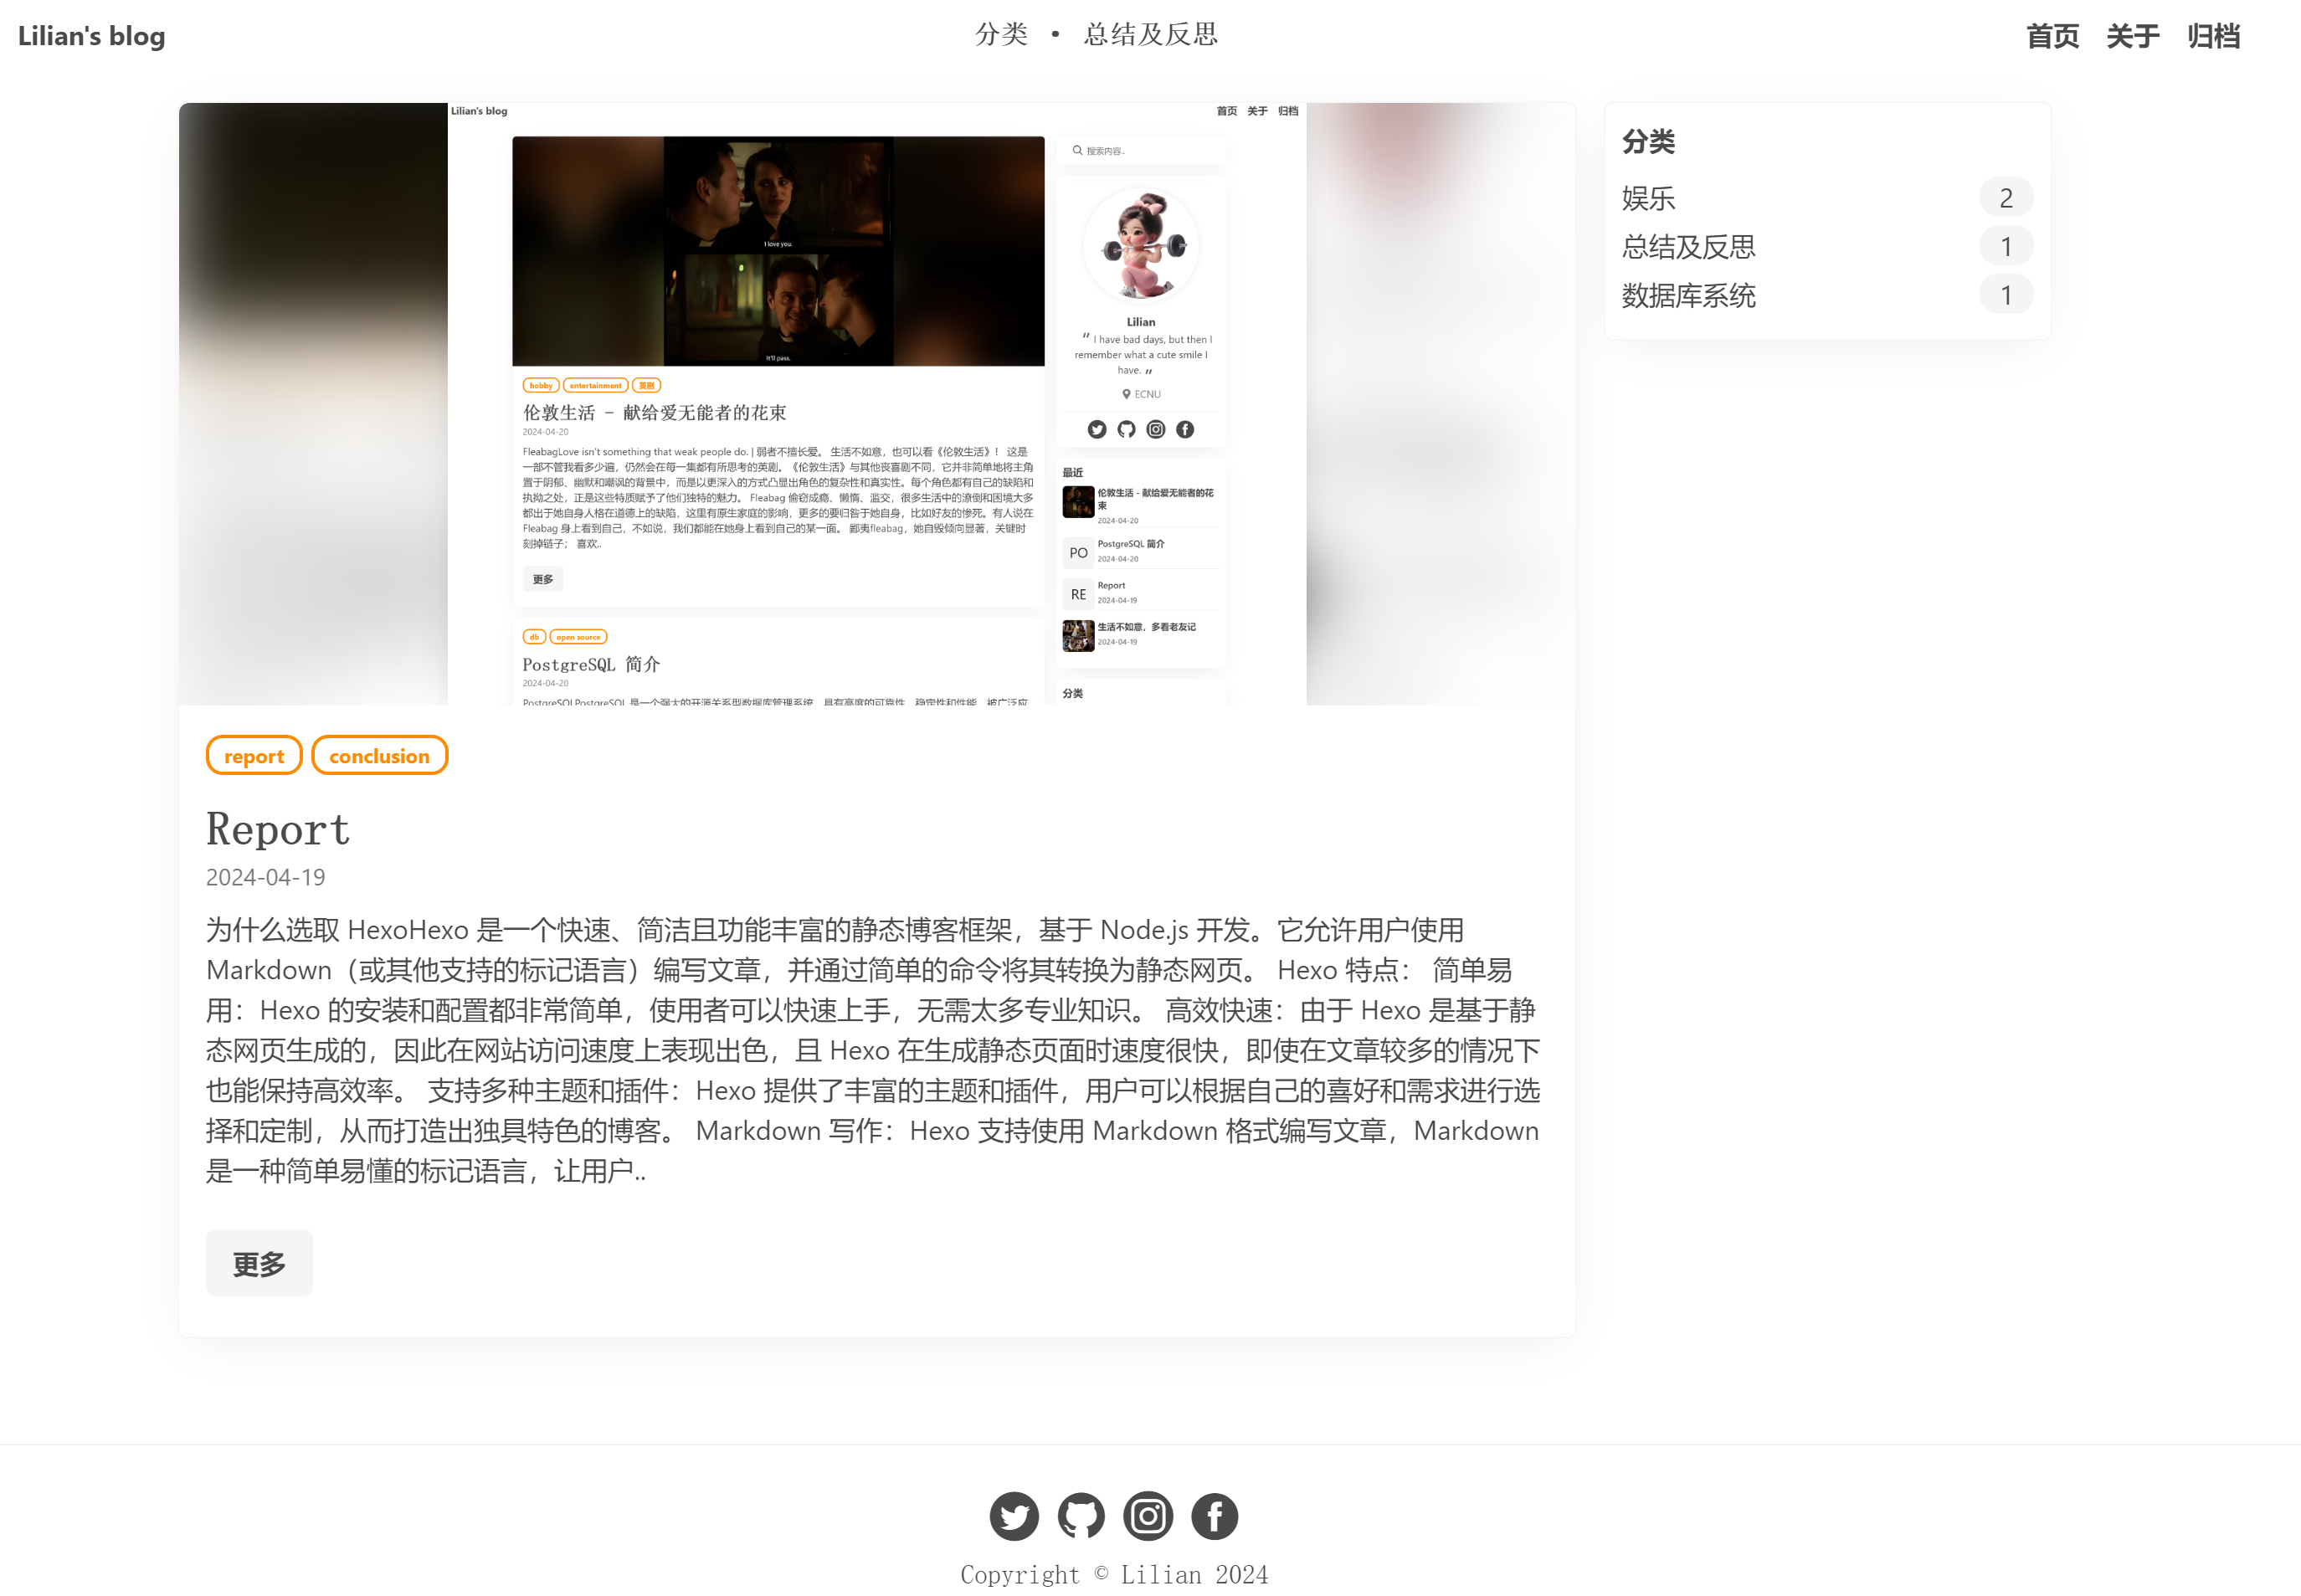 Lilian's blog
分类 • 总结及反思
首页 关于 归档
Lilian's blog
首页 关于 归档
I love you.
It'll pass.
hobby entertainment 英剧
伦敦生活 - 献给爱无能者的花束
2024-04-20
FleabagLove isn't something that weak people do. | 弱者不擅长爱。 生活不如意，也可以看《伦敦生活》！ 这是
一部不管我看多少遍，仍然会在每一集都有所思考的英剧。《伦敦生活》与其他丧喜剧不同，它并非简单地将主角
置于阴郁、幽默和嘲讽的背景中，而是以更深入的方式凸显出角色的复杂性和真实性。每个角色都有自己的缺陷和
执拗之处，正是这些特质赋予了他们独特的魅力。 Fleabag 偷窃成瘾、懒惰、滥交，很多生活中的潦倒和困境大多
都出于她自身人格在道德上的缺陷，这里有原生家庭的影响，更多的要归咎于她自身，比如好友的惨死。有人说在
Fleabag 身上看到自己，不如说，我们都能在她身上看到自己的某一面。 鄙夷fleabag，她自毁倾向显著，关键时
刻掉链子； 喜欢..
更多
db open source
PostgreSQL 简介
2024-04-20
PostgreSQLPostgreSQL 是一个强大的开源关系型数据库管理系统，具有高度的可靠性、稳定性和性能，被广泛应
搜索内容..
Lilian
“ I have bad days, but then I
remember what a cute smile I
have. ”
ECNU
最近
伦敦生活 - 献给爱无能者的花
束
2024-04-20
PO
PostgreSQL 简介
2024-04-20
RE
Report
2024-04-19
生活不如意，多看老友记
2024-04-19
分类
report conclusion
Report
2024-04-19
为什么选取 HexoHexo 是一个快速、简洁且功能丰富的静态博客框架，基于 Node.js 开发。它允许用户使用
Markdown（或其他支持的标记语言）编写文章，并通过简单的命令将其转换为静态网页。 Hexo 特点： 简单易
用：Hexo 的安装和配置都非常简单，使用者可以快速上手，无需太多专业知识。 高效快速：由于 Hexo 是基于静
态网页生成的，因此在网站访问速度上表现出色，且 Hexo 在生成静态页面时速度很快，即使在文章较多的情况下
也能保持高效率。 支持多种主题和插件：Hexo 提供了丰富的主题和插件，用户可以根据自己的喜好和需求进行选
择和定制，从而打造出独具特色的博客。 Markdown 写作：Hexo 支持使用 Markdown 格式编写文章，Markdown
是一种简单易懂的标记语言，让用户..
更多
分类
娱乐 2
总结及反思 1
数据库系统 1
Copyright © Lilian 2024